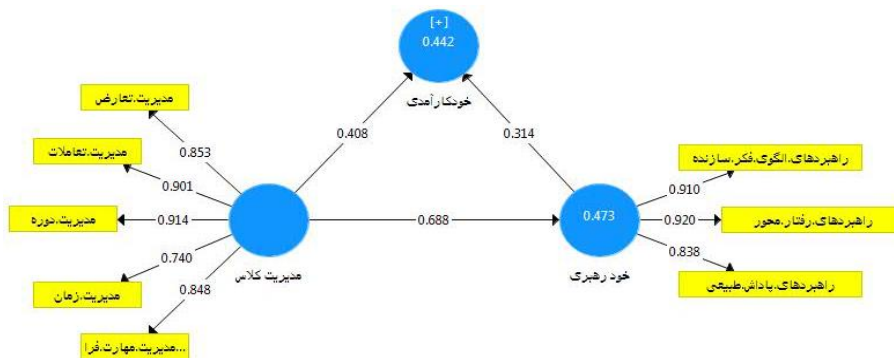 [+]
0.442
خودکارآمدی
مدیریت.تعارض
0.408
0.314
0.853
مدیریت.تعاملات
0.901
راهبردهای.الگوی.فکر.سازنده
0.910
مدیریت.دوره
0.914
0.688
0.473
0.920
راهبردهای.رفتار.محور
0.740
0.838
مدیریت.زمان
0.848
مدیریت کلاس
خود رهبری
راهبردهای.پاداش.طبیعی
مدیریت.مهارت.فرا...